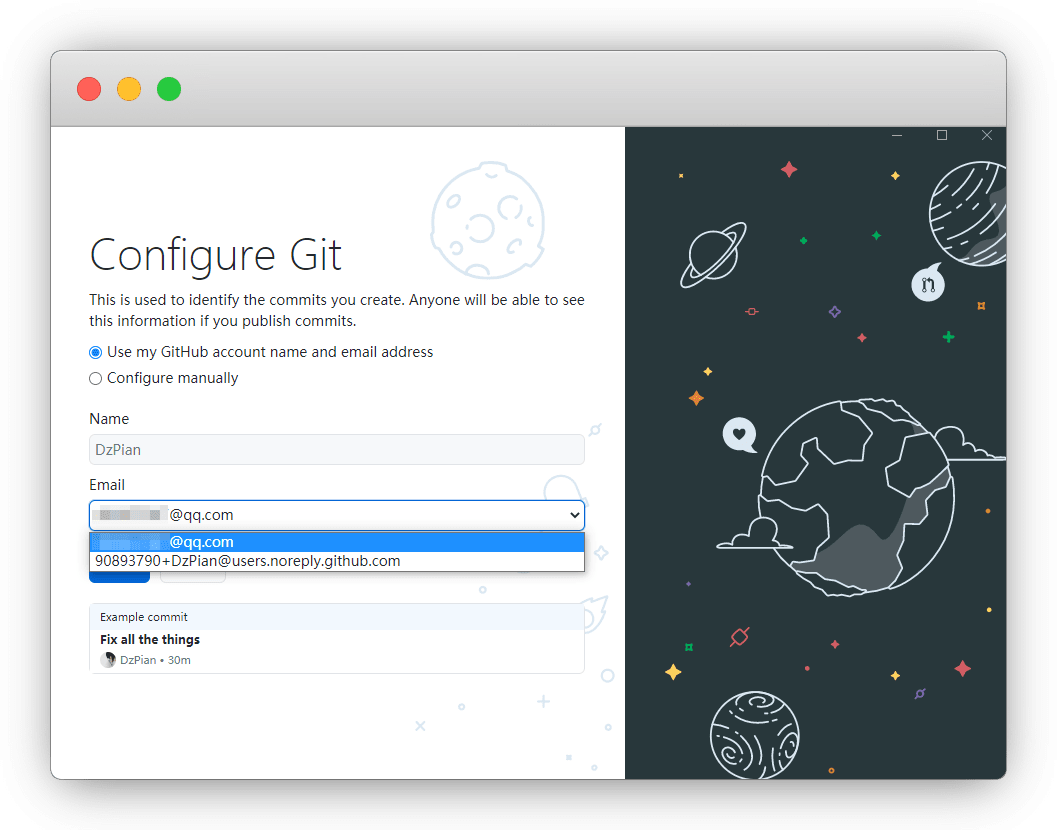 Configure Git
This is used to identify the commits you create. Anyone will be able to see
this information if you publish commits.
Use my GitHub account name and email address
Configure manually
Name
DzPian
Email
@qq.com
@qq.com
90893790+DzPian@users.noreply.github.com
Example commit
Fix all the things
DzPian • 30m